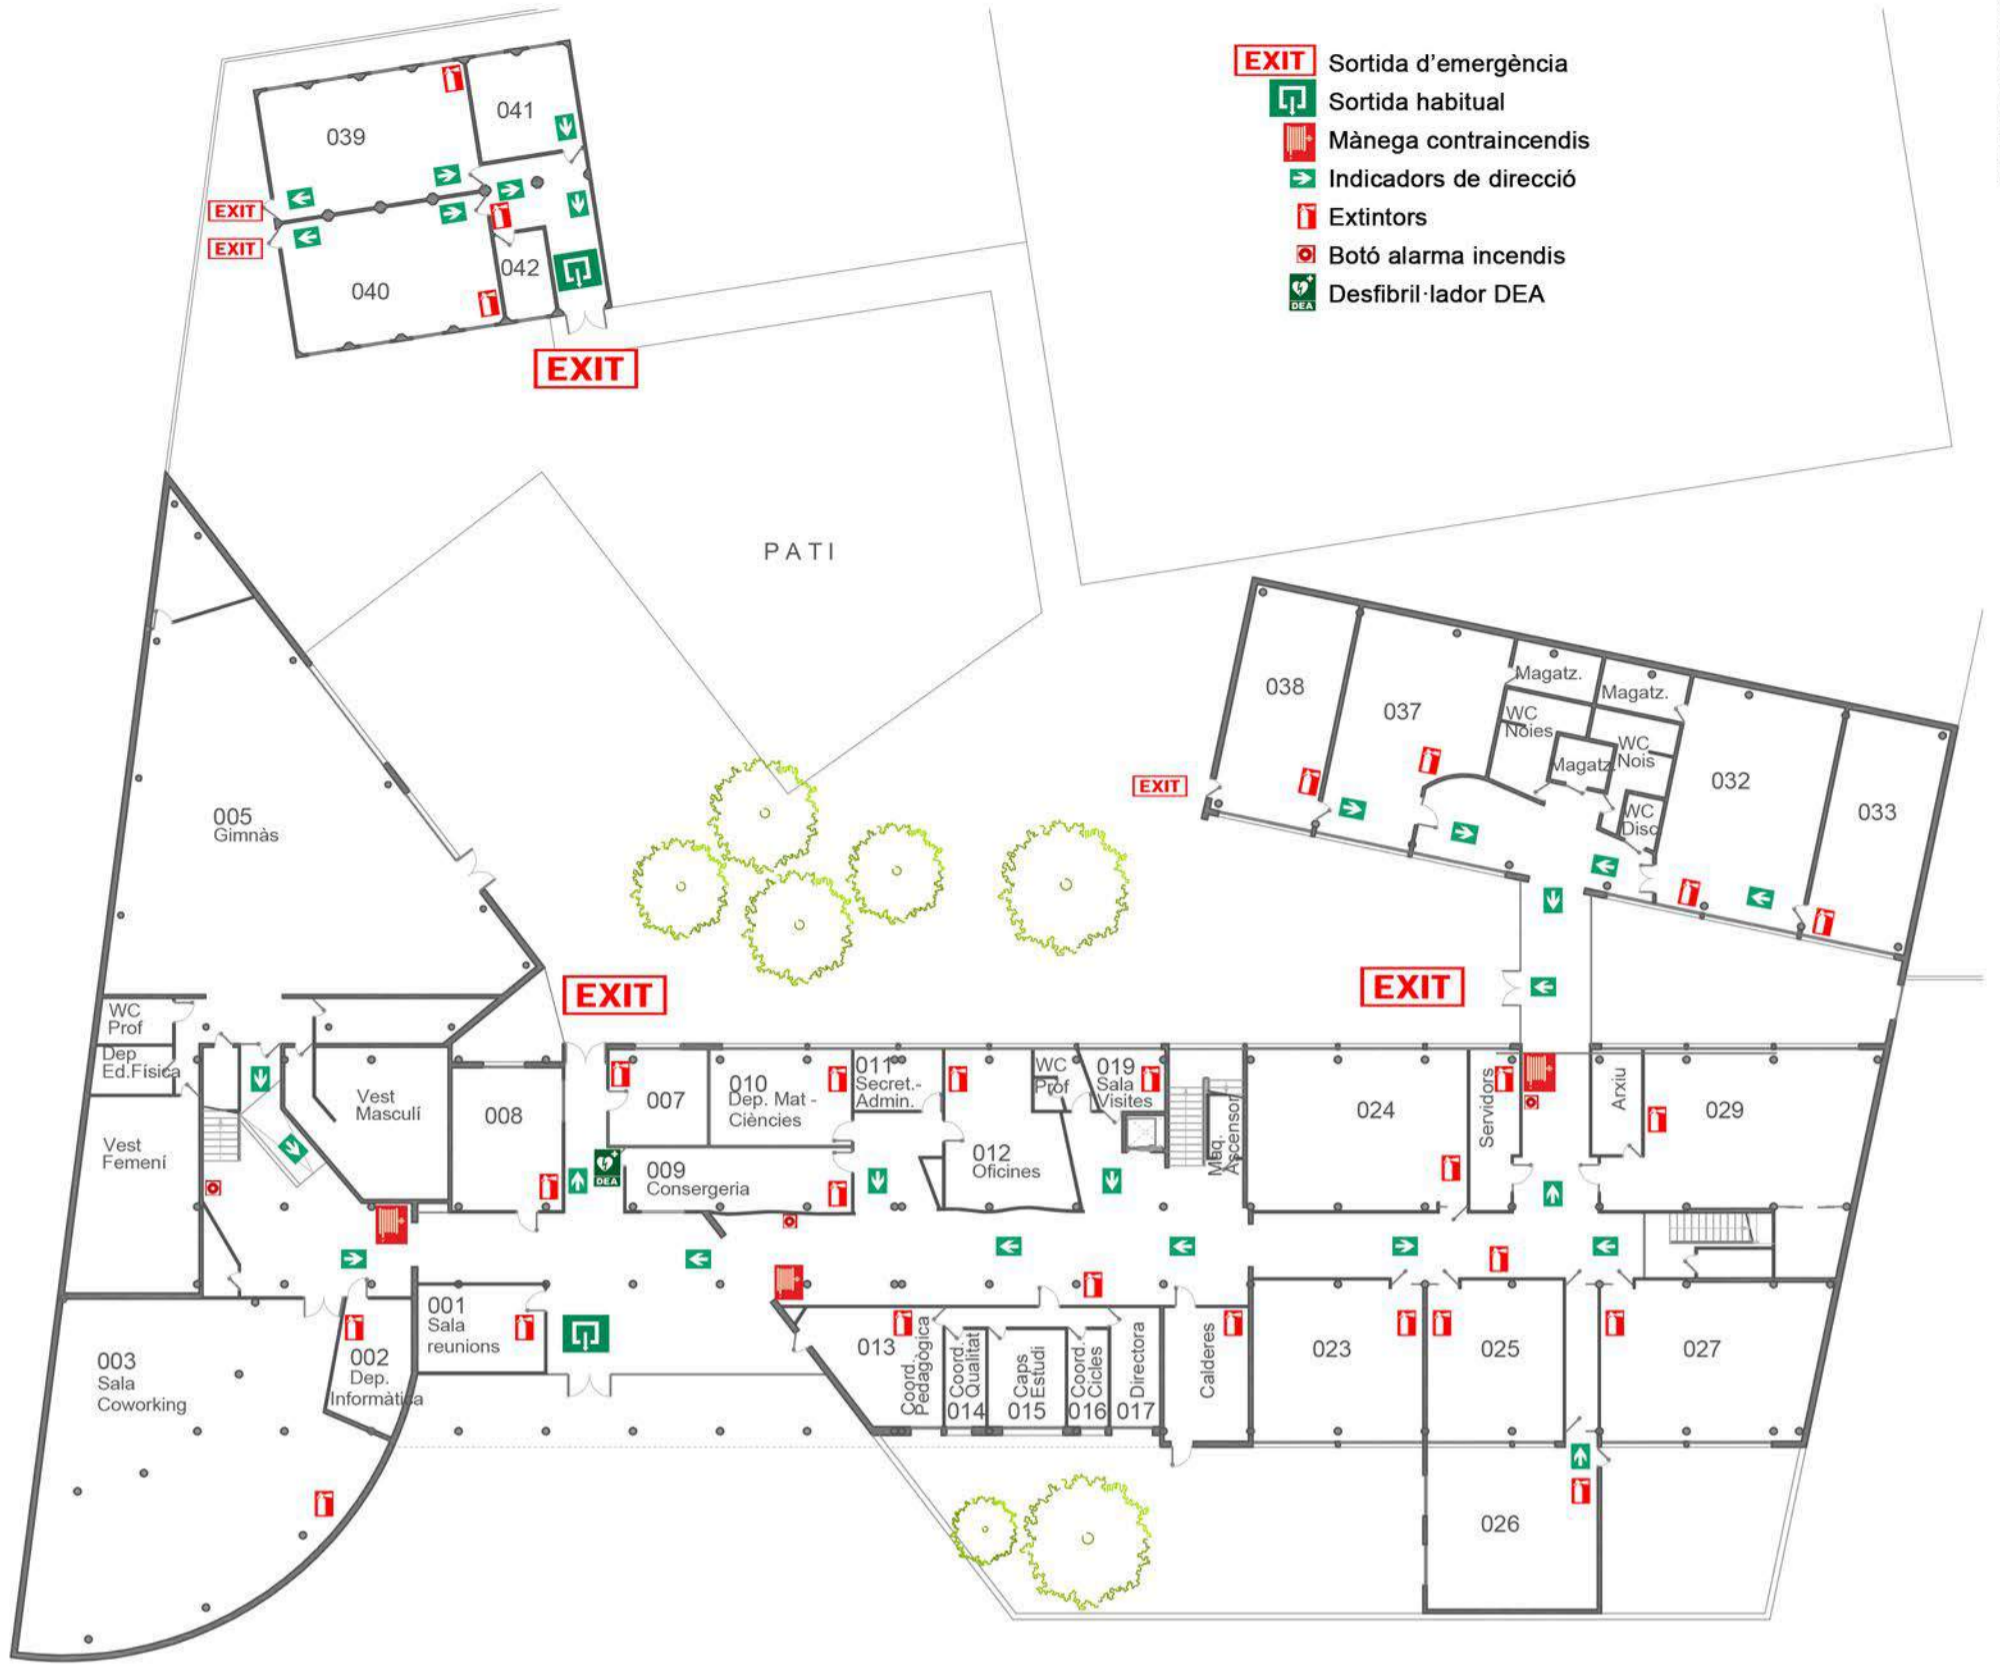 EXIT Sortida d'emergència
Sortida habitual
Mànega contraincendis
Indicadors de direcció
Extintors
Botó alarma incendis
DEA Desfibril·lador DEA
041
039
EXIT
EXIT
042
040
EXIT
PATI
038
037
Magatz.
Magatz.
WC
Noies
WC
Nois
Magatz.
032
WC
Disc
033
EXIT
005
Gimnàs
EXIT
EXIT
WC
Prof
Dep
Ed.Física
Vest
Femení
Vest
Masculí
008
007
010
Dep. Mat -
Ciències
011
Secret.-
Admin.
WC
Prof
019
Sala
Visites
DEA
009
Consergeria
012
Oficines
Maq.
Ascensor
024
Servidors
Arxiu
029
003
Sala
Coworking
002
Dep.
Informàtica
001
Sala
reunions
013
Coord.
Pedagògica
Coord.
Qualitat
014
Caps
Estudi
015
Coord.
Cicles
016
Directora
017
Calderes
023
025
027
026